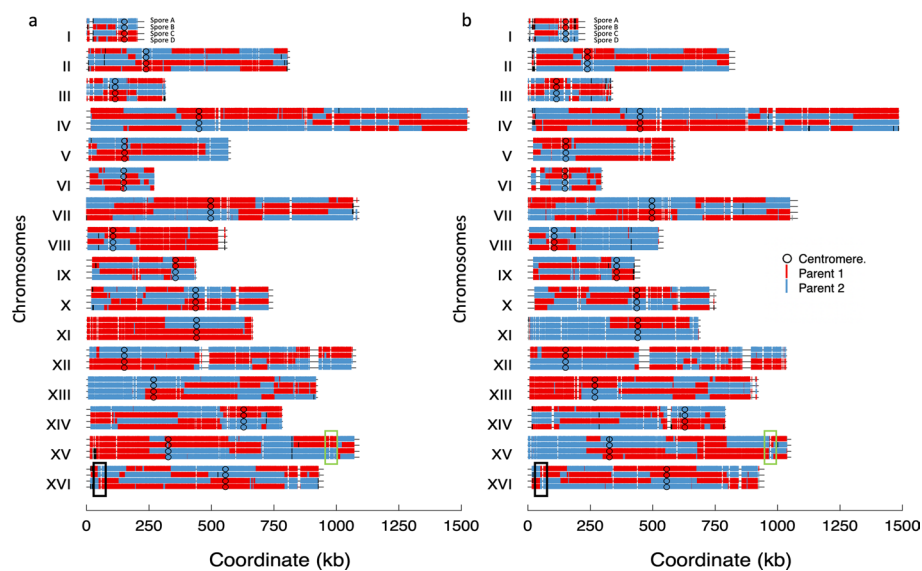 a
b
Chromosomes
I
II
III
IV
V
VI
VII
VIII
IX
X
XI
XII
XIII
XIV
XV
XVI
Spore A
Spore B
Spore C
Spore D
0 250 500 750 1000 1250 1500
Coordinate (kb)
Chromosomes
I
II
III
IV
V
VI
VII
VIII
IX
X
XI
XII
XIII
XIV
XV
XVI
Spore A
Spore B
Spore C
Spore D
Centromere.
Parent 1
Parent 2
0 250 500 750 1000 1250 1500
Coordinate (kb)